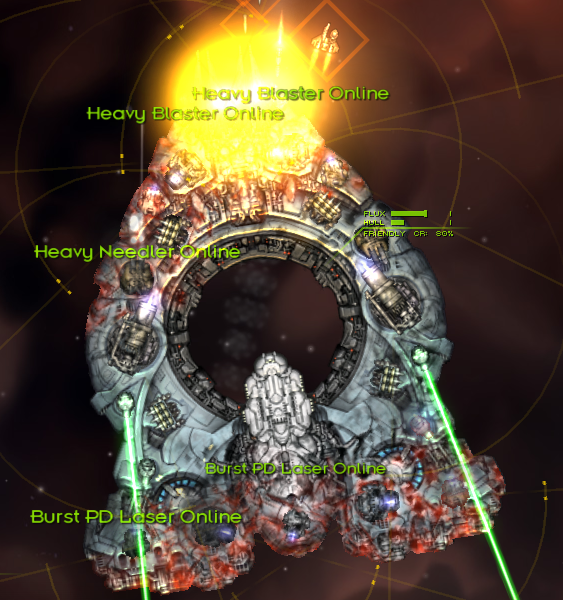 Heavy Blaster Online
Heavy Blaster Online
FLUX
HULL
FRIENDLY CR: 80%
Heavy Needler Online
Burst PD Laser Online
Burst PD Laser Online